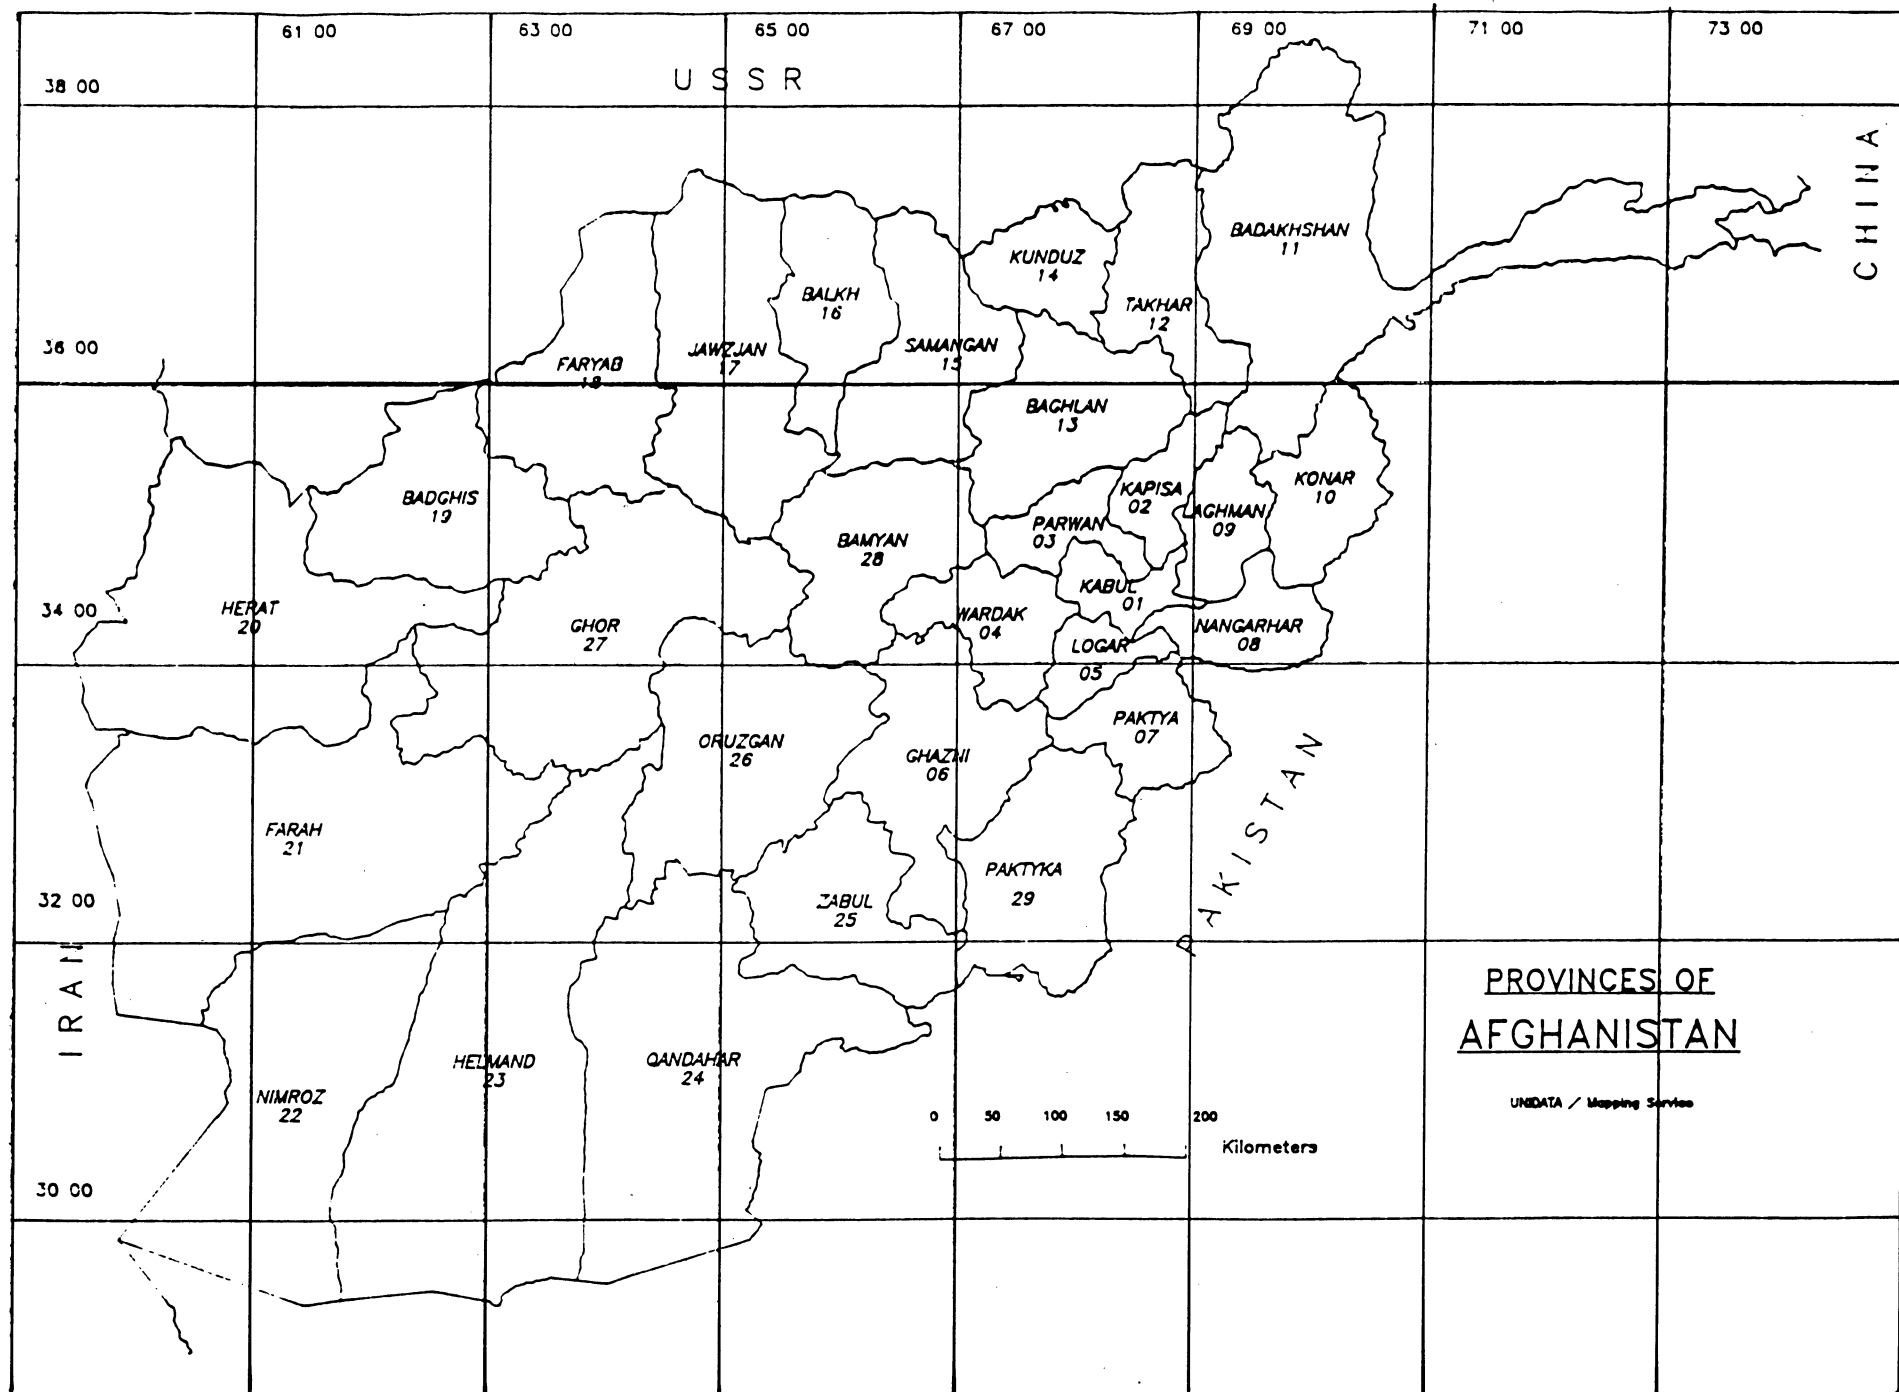 61 00 63 00 65 00 67 00 69 00 71 00 73 00
USSR
38 00
CHINA
BADAKHSHAN
11
KUNDUZ
14
BALKH
16
TAKHAR
12
36 00
FARYAB
18
JAWZJAN
17
SAMANGAN
15
BAGHLAN
13
BADGHIS
19
KAPISA
02
KONAR
10
AGHMAN
09
PARWAN
03
BAMYAN
28
KABUL
01
34 00
HERAT
20
GHOR
27
WARDAK
04
LOGAR
05
NANGARHAR
08
PAKTYA
07
ORUZGAN
26
GHAZNI
06
PAKISTAN
FARAH
21
PAKTYKA
29
32 00
ZABUL
25
IRAN
PROVINCES OF
AFGHANISTAN
HELMAND
23
QANDAHAR
24
NIMROZ
22
UNIDATA / Mapping Service
0 50 100 150 200
Kilometers
30 00